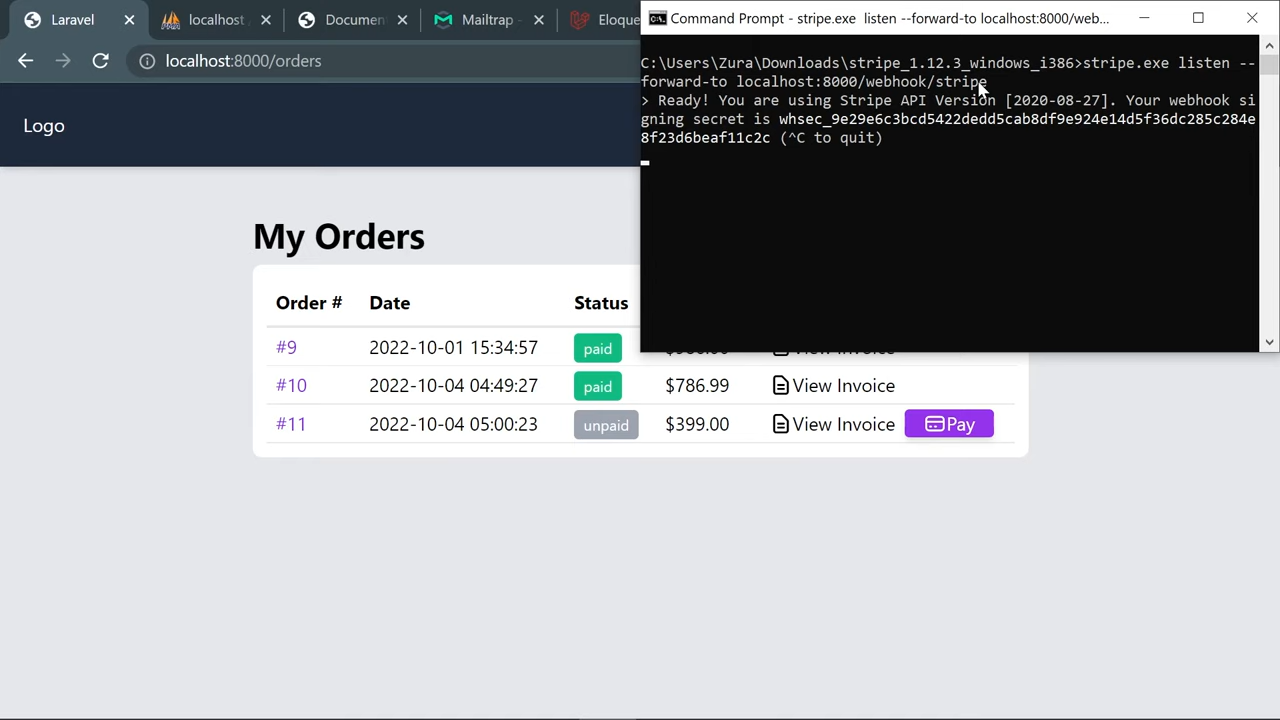 Laravel
localhost
Documen
Mailtrap -
Eloque
localhost:8000/orders
Logo
Command Prompt - stripe.exe  listen --forward-to localhost:8000/web...
C:\Users\Zura\Downloads\stripe_1.12.3_windows_i386>stripe.exe listen --
forward-to localhost:8000/webhook/stripe
> Ready! You are using Stripe API Version [2020-08-27]. Your webhook si
gning secret is whsec_9e29e6c3bcd5422dedd5cab8df9e924e14d5f36dc285c284e
8f23d6beaf11c2c (^C to quit)
My Orders
Order # Date Status
#9 2022-10-01 15:34:57 paid View Invoice
#10 2022-10-04 04:49:27 paid $786.99 View Invoice
#11 2022-10-04 05:00:23 unpaid $399.00 View Invoice Pay